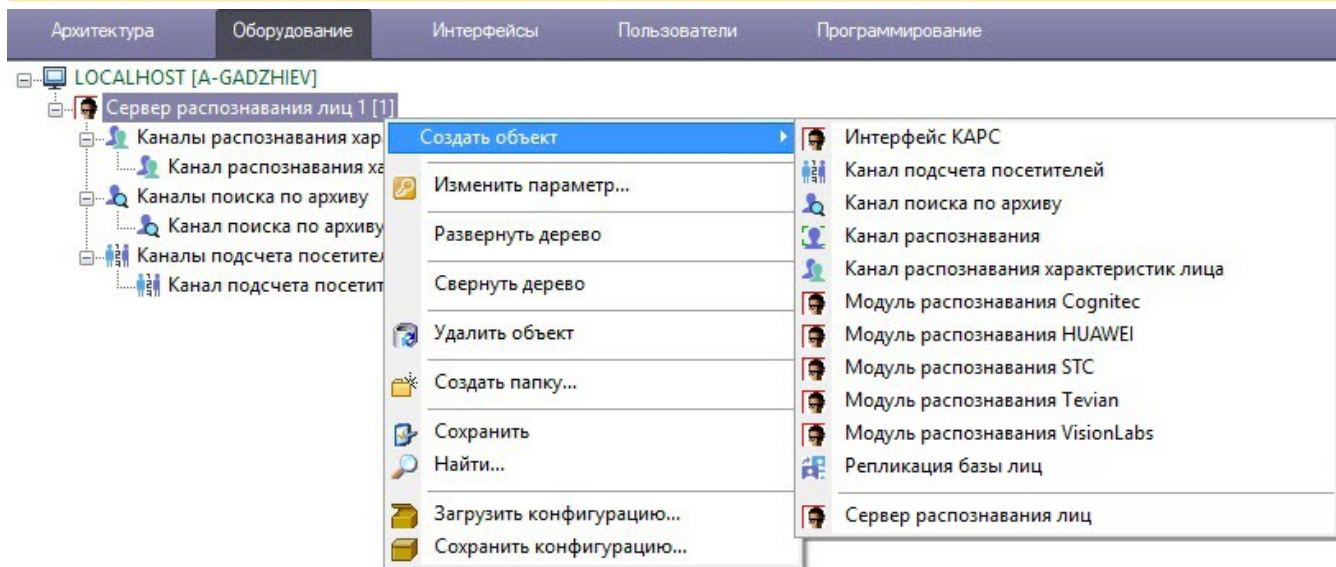 Архитектура Оборудование Интерфейсы Пользователи Программирование
LOCALHOST [A-GADZHIEV]
Сервер распознавания лиц 1 [1]
Каналы распознавания хар
Канал распознавания ха
Каналы поиска по архиву
Канал поиска по архиву
Каналы подсчета посетите
Канал подсчета посетит
Создать объект
Изменить параметр...
Развернуть дерево
Свернуть дерево
Удалить объект
Создать папку...
Сохранить
Найти...
Загрузить конфигурацию...
Сохранить конфигурацию...
Интерфейс КАРС
Канал подсчета посетителей
Канал поиска по архиву
Канал распознавания
Канал распознавания характеристик лица
Модуль распознавания Cognitec
Модуль распознавания HUAWEI
Модуль распознавания STC
Модуль распознавания Tevian
Модуль распознавания VisionLabs
Репликация базы лиц
Сервер распознавания лиц